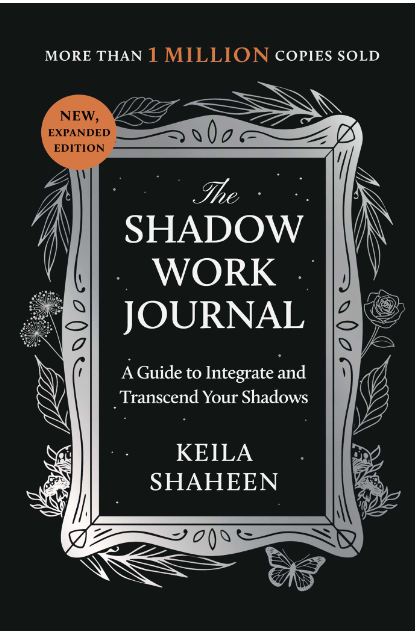 MORE THAN 1 MILLION COPIES SOLD
NEW,
EXPANDED
EDITION
The
SHADOW
WORK
JOURNAL
A Guide to Integrate and
Transcend Your Shadows
KEILA
SHAHEEN